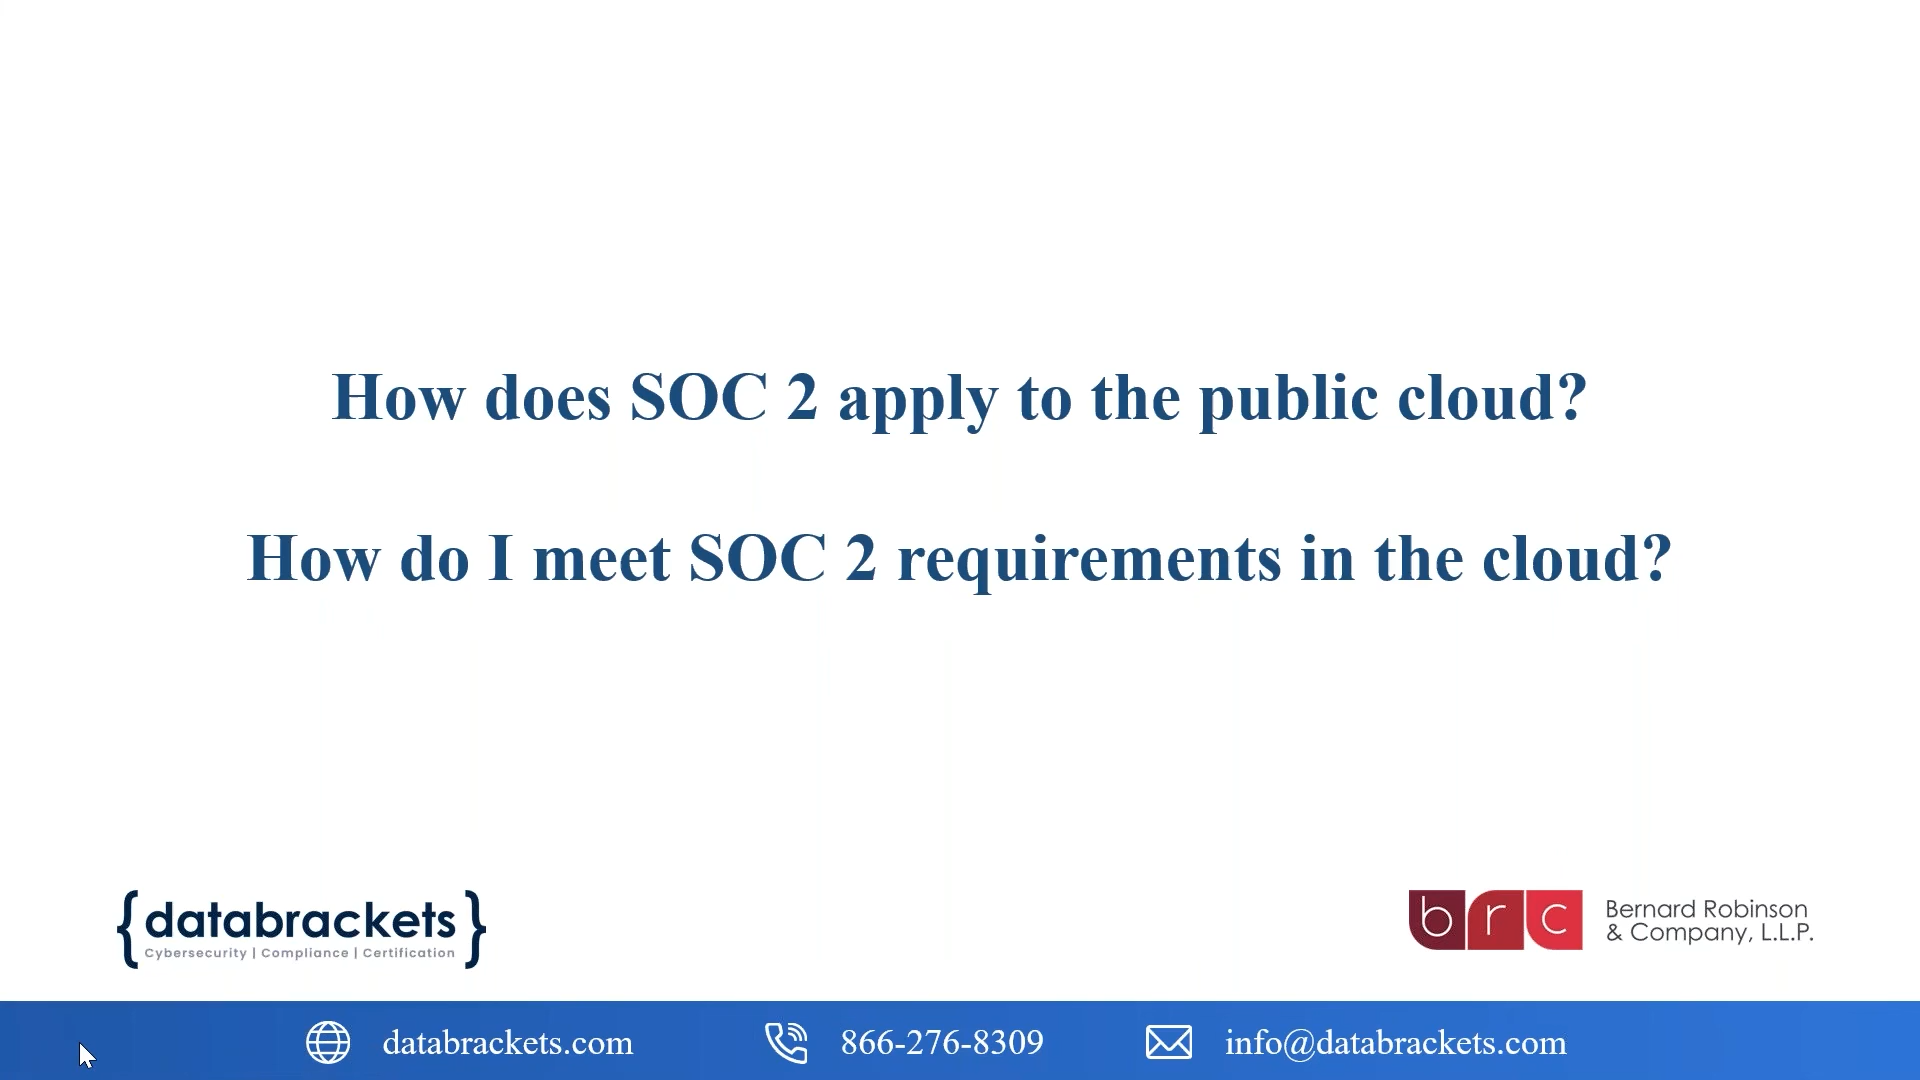 How does SOC 2 apply to the public cloud?
How do I meet SOC 2 requirements in the cloud?
{databrackets}
Cybersecurity | Compliance | Certification
brc
Bernard Robinson
& Company, L.L.P.
databrackets.com
866-276-8309
info@databrackets.com